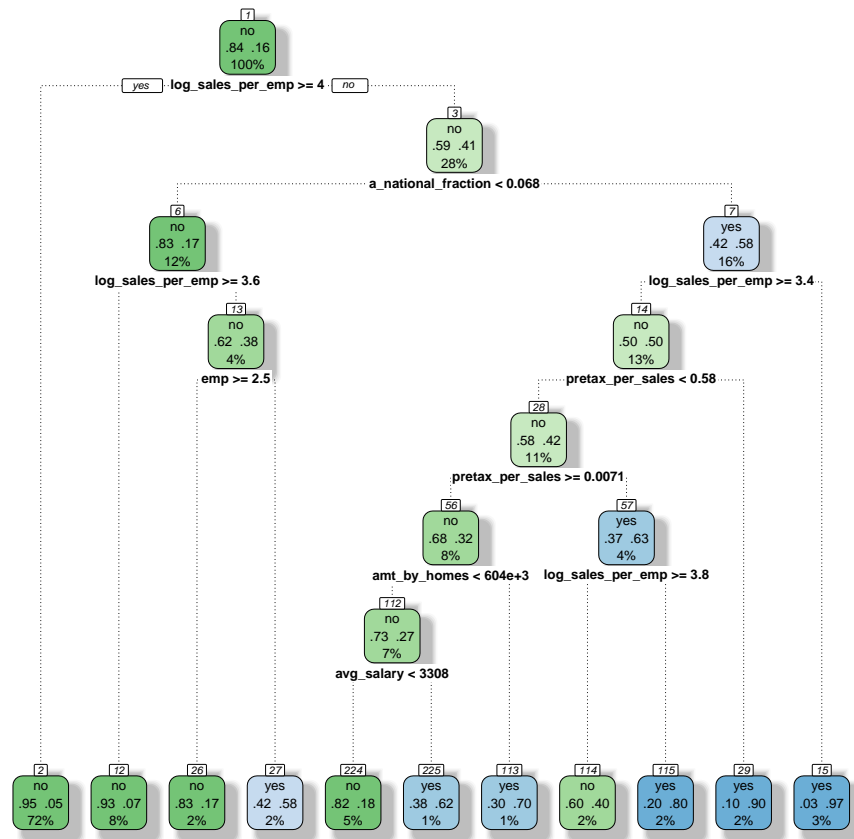 1
no
.84 .16
100%
yes log_sales_per_emp >= 4 no
3
no
.59 .41
28%
a_national_fraction < 0.068
6
no
.83 .17
12%
log_sales_per_emp >= 3.6
7
yes
.42 .58
16%
log_sales_per_emp >= 3.4
13
no
.62 .38
4%
emp >= 2.5
14
no
.50 .50
13%
pretax_per_sales < 0.58
28
no
.58 .42
11%
pretax_per_sales >= 0.0071
56
no
.68 .32
8%
amt_by_homes < 604e+3
57
yes
.37 .63
4%
log_sales_per_emp >= 3.8
112
no
.73 .27
7%
avg_salary < 3308
2
no
.95 .05
72%
12
no
.93 .07
8%
26
no
.83 .17
2%
27
yes
.42 .58
2%
224
no
.82 .18
5%
225
yes
.38 .62
1%
113
yes
.30 .70
1%
114
no
.60 .40
2%
115
yes
.20 .80
2%
29
yes
.10 .90
2%
15
yes
.03 .97
3%